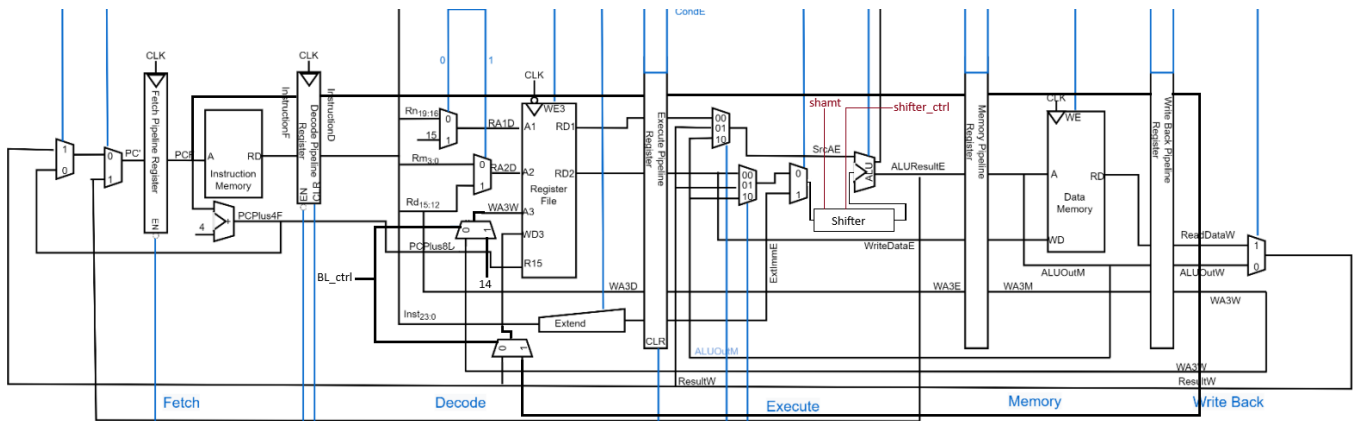 CondE
CLK
CLK
CLK
CLK
0
1
shamt
shifter_ctrl
Fetch Pipeline Register
InstructionF
Decode Pipeline Register
InstructionD
Rn19:16
0
1
15
RA1D
A1
WE3
RD1
Execute Pipeline Register
00
01
10
SrcAE
ALU
ALUResultE
Memory Pipeline Register
WE
Write Back Pipeline Register
1
0
0
1
PC'
PCF
A
RD
Instruction Memory
Rm3:0
0
1
RA2D
A2
RD2
Register File
00
01
10
0
1
A
RD
Data Memory
EN
CLR
4
+
PCPlus4F
Rd15:12
WA3W
A3
Shifter
EN
0
1
WD3
WriteDataE
WD
ReadDataW
1
0
PCPlus8D
R15
ExtImmE
ALUOutM
ALUOutW
BL_ctrl
14
WA3D
WA3E
WA3M
WA3W
Inst23:0
Extend
CLR
0
1
ALUOutM
WA3W
ResultW
ResultW
Fetch
Decode
Execute
Memory
Write Back